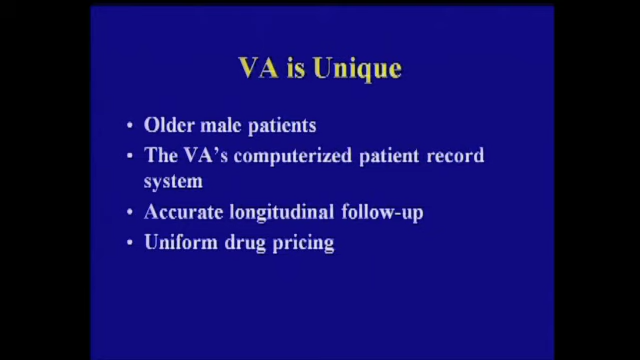 VA is Unique
• Older male patients
• The VA's computerized patient record
system
• Accurate longitudinal follow-up
• Uniform drug pricing